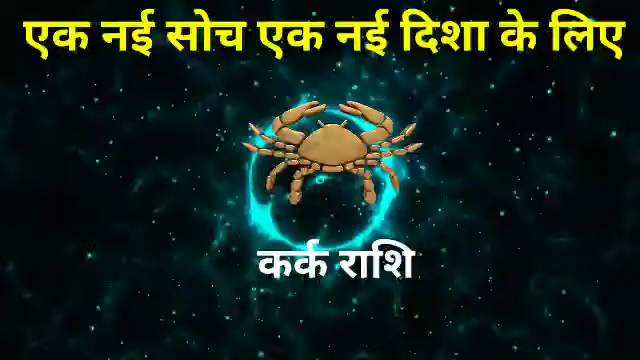 एक नई सोच एक नई दिशा के लिए
कर्क राशि